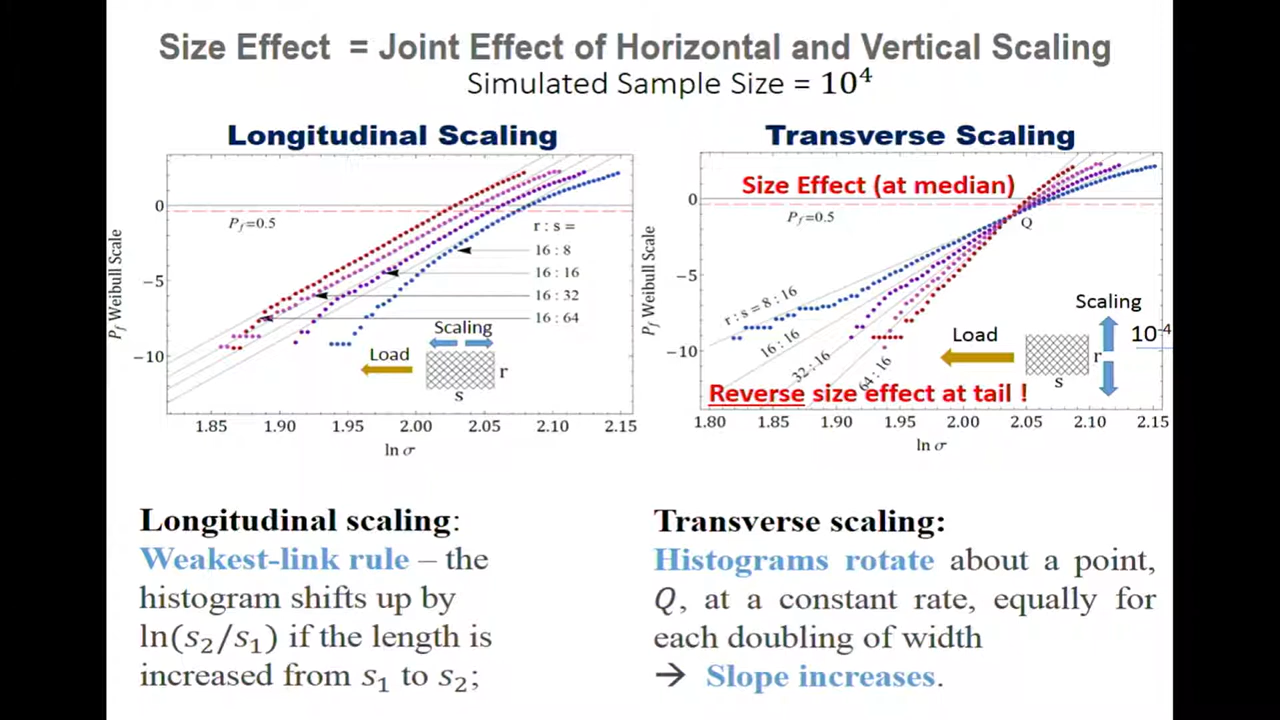 Size Effect = Joint Effect of Horizontal and Vertical Scaling
Simulated Sample Size = 10⁴
Longitudinal Scaling
P_f Weibull Scale
0
−5
−10
P_f=0.5
r : s =
16 : 8
16 : 16
16 : 32
16 : 64
Scaling
Load
r
s
1.85 1.90 1.95 2.00 2.05 2.10 2.15
ln σ
Transverse Scaling
P_f Weibull Scale
0
−5
−10
Size Effect (at median)
P_f=0.5
Q
r : s = 8 : 16
16 : 16
32 : 16
64 : 16
Scaling
10⁻⁴
Load
r
s
Reverse size effect at tail !
1.80 1.85 1.90 1.95 2.00 2.05 2.10 2.15
ln σ
Longitudinal scaling:
Weakest-link rule – the
histogram shifts up by
ln(s₂/s₁) if the length is
increased from s₁ to s₂;
Transverse scaling:
Histograms rotate about a point,
Q, at a constant rate, equally for
each doubling of width
→ Slope increases.